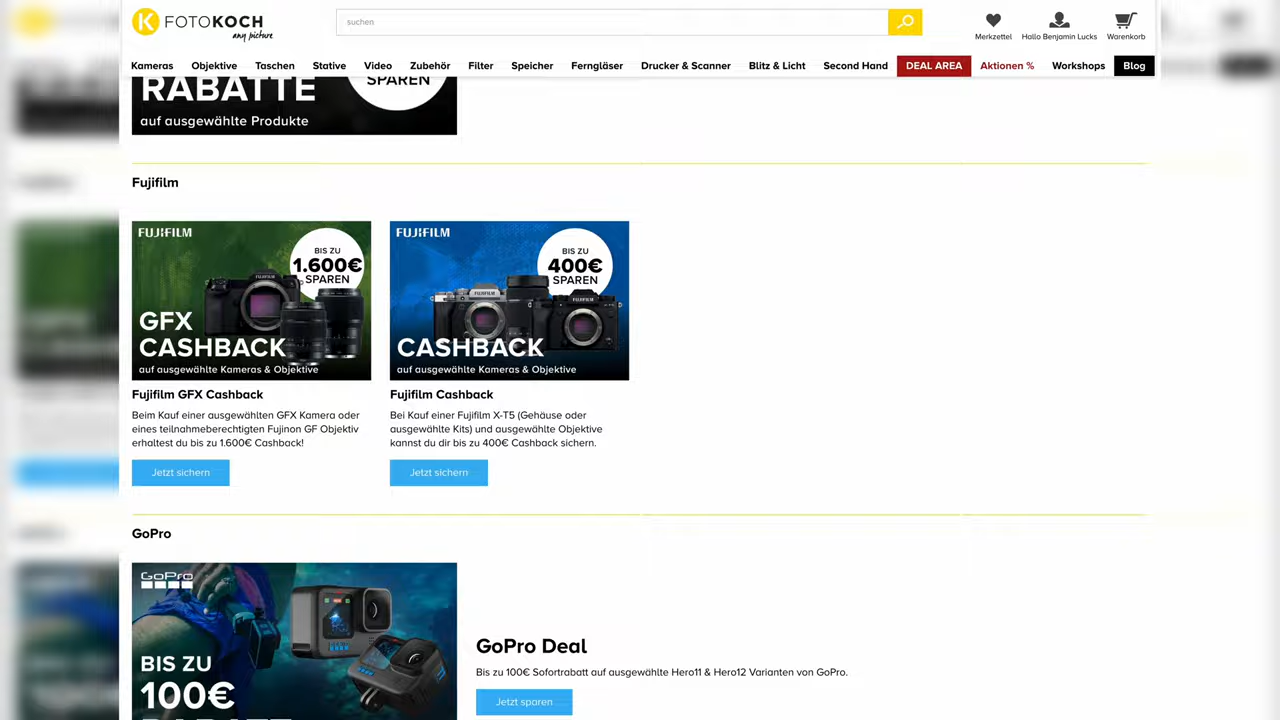 FOTOKOCH
any picture
suchen
Merkzettel
Hallo Benjamin Lucks
Warenkorb
Kameras
Objektive
Taschen
Stative
Video
Zubehör
Filter
Speicher
Ferngläser
Drucker & Scanner
Blitz & Licht
Second Hand
DEAL AREA
Aktionen %
Workshops
Blog
RABATTE
SPAREN
auf ausgewählte Produkte
Fujifilm
FUJIFILM
BIS ZU
1.600€
SPAREN
GFX
CASHBACK
auf ausgewählte Kameras & Objektive
FUJIFILM
BIS ZU
400€
SPAREN
CASHBACK
auf ausgewählte Kameras & Objektive
Fujifilm GFX Cashback
Beim Kauf einer ausgewählten GFX Kamera oder
eines teilnahmeberechtigten Fujinon GF Objektiv
erhaltest du bis zu 1.600€ Cashback!
Jetzt sichern
Fujifilm Cashback
Bei Kauf einer Fujifilm X-T5 (Gehäuse oder
ausgewählte Kits) und ausgewählte Objektive
kannst du dir bis zu 400€ Cashback sichern.
Jetzt sichern
GoPro
GoPro
BIS ZU
100€
GoPro Deal
Bis zu 100€ Sofortrabatt auf ausgewählte Hero11 & Hero12 Varianten von GoPro.
Jetzt sparen